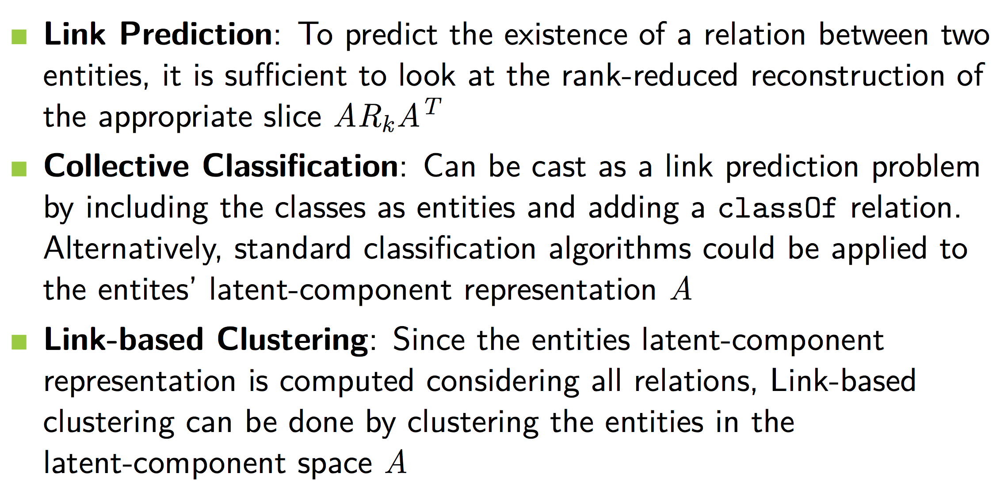 ■ Link Prediction: To predict the existence of a relation between two
entities, it is sufficient to look at the rank-reduced reconstruction of
the appropriate slice $AR_kA^T$
■ Collective Classification: Can be cast as a link prediction problem
by including the classes as entities and adding a classOf relation.
Alternatively, standard classification algorithms could be applied to
the entites’ latent-component representation $A$
■ Link-based Clustering: Since the entities latent-component
representation is computed considering all relations, Link-based
clustering can be done by clustering the entities in the
latent-component space $A$